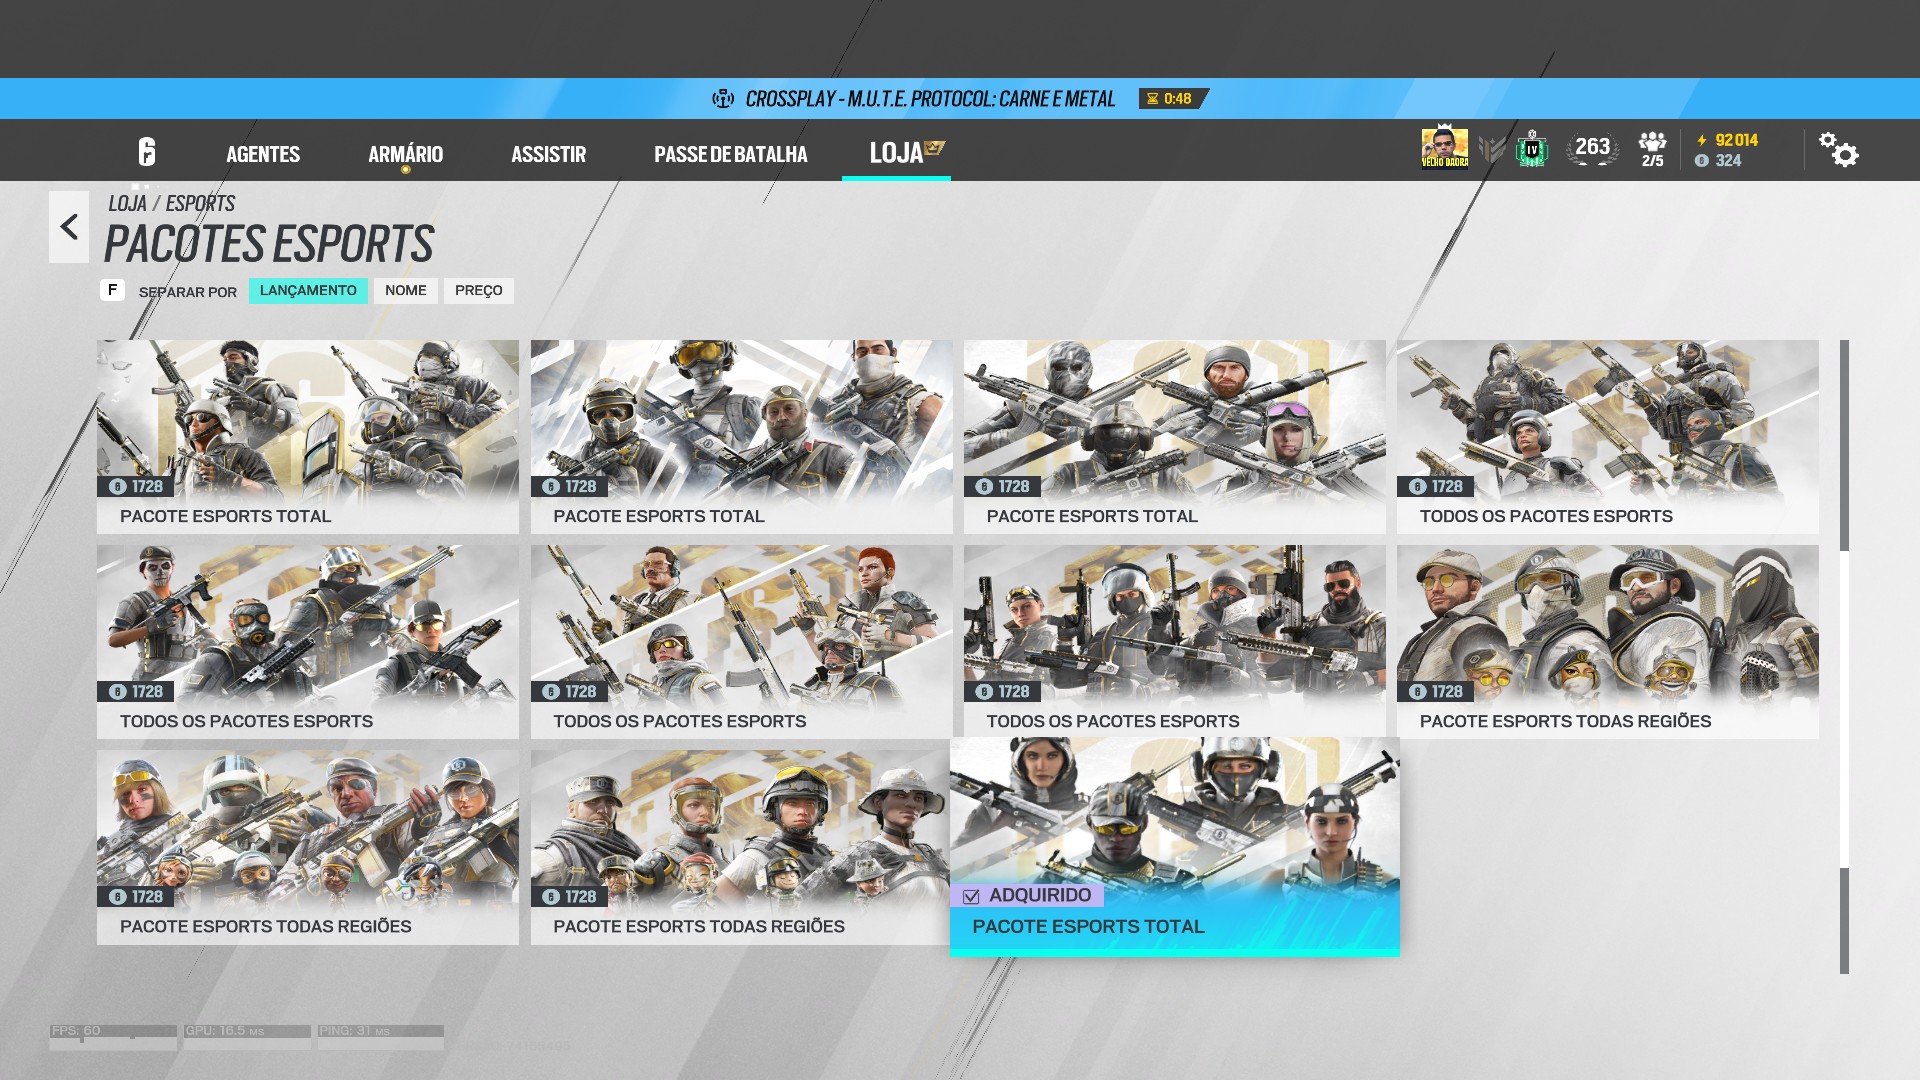 CROSSPLAY - M.U.T.E. PROTOCOL: CARNE E METAL 0:48
AGENTES ARMÁRIO ASSISTIR PASSE DE BATALHA LOJA
VELHO DAORA IV 263 2/5 92 014 324
LOJA / ESPORTS
PACOTES ESPORTS
F SEPARAR POR LANÇAMENTO NOME PREÇO
1728 1728 1728 1728
PACOTE ESPORTS TOTAL PACOTE ESPORTS TOTAL PACOTE ESPORTS TOTAL TODOS OS PACOTES ESPORTS
1728 1728 1728 1728
TODOS OS PACOTES ESPORTS TODOS OS PACOTES ESPORTS TODOS OS PACOTES ESPORTS PACOTE ESPORTS TODAS REGIÕES
1728 1728 ADQUIRIDO
PACOTE ESPORTS TODAS REGIÕES PACOTE ESPORTS TODAS REGIÕES PACOTE ESPORTS TOTAL
FPS: 60 GPU: 16.5 MS PING: 31 MS